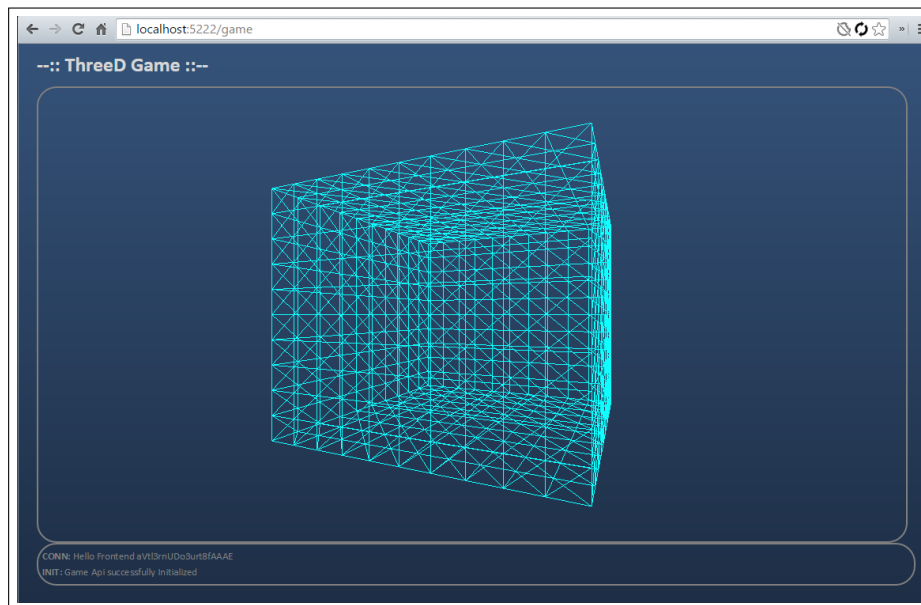 localhost:5222/game
--:: ThreeD Game ::--
CONN: Hello Frontend aVtl3rnUDo3urt8fAAAE
INIT: Game Api successfully Initialized